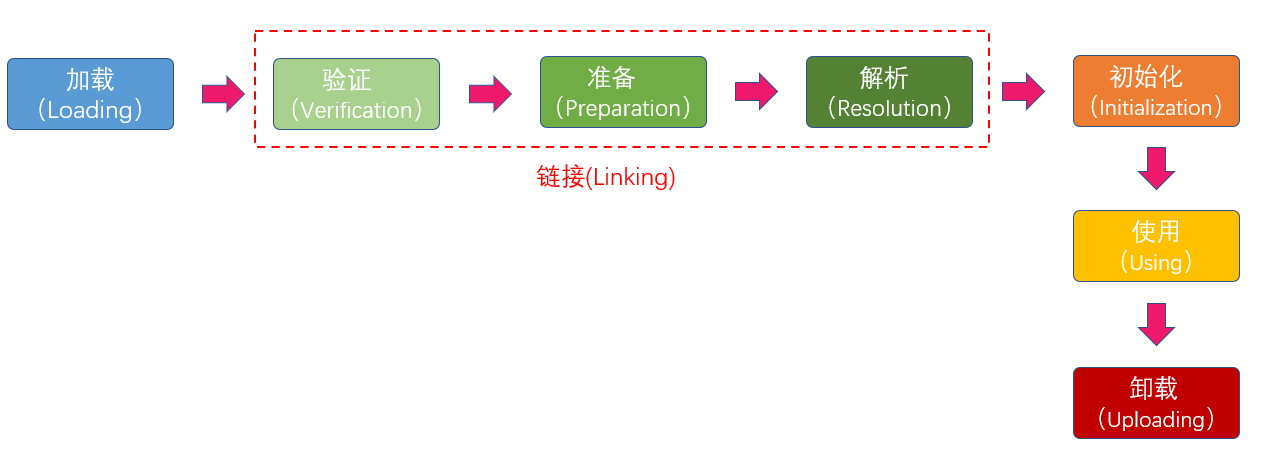 加载
（Loading）
验证
（Verification）
准备
（Preparation）
解析
（Resolution）
初始化
（Initialization）
链接(Linking)
使用
（Using）
卸载
（Uploading）